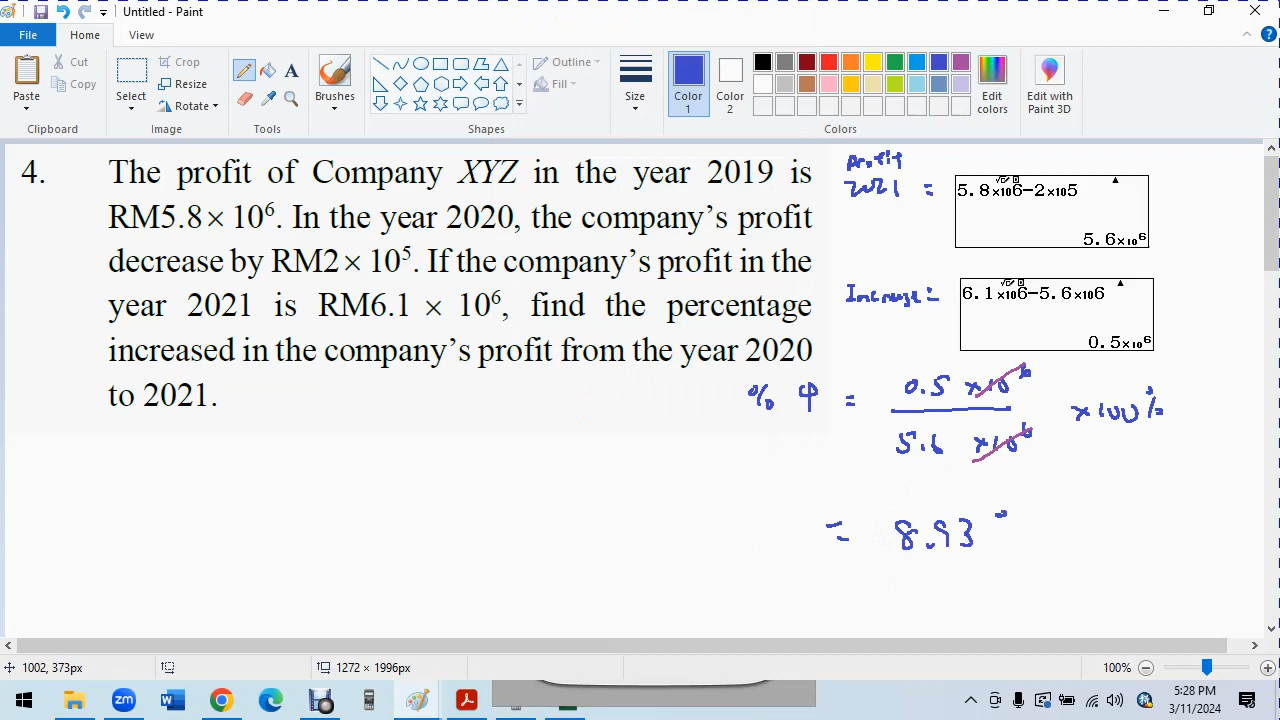 Untitled - Paint
File Home View
Cut
Copy
Paste
Clipboard
Select
Crop
Resize
Rotate
Image
Tools
Brushes
Outline
Fill
Shapes
Size
Color 1
Color 2
Edit colors
Colors
Edit with Paint 3D
4. The profit of Company XYZ in the year 2019 is
RM5.8 × 10⁶. In the year 2020, the company's profit
decrease by RM2 × 10⁵. If the company's profit in the
year 2021 is RM6.1 × 10⁶, find the percentage
increased in the company's profit from the year 2020
to 2021.
Profit
2021 =
5.8×10⁶−2×10⁵
5.6×10⁶
Increase =
6.1×10⁶−5.6×10⁶
0.5×10⁶
% ↑ = 0.5 ×10⁶
5.6 ×10⁶
×100%
= 8.93
1002, 373px
1272 × 1996px
100%
zm
W
5:28 PM
3/11/2024